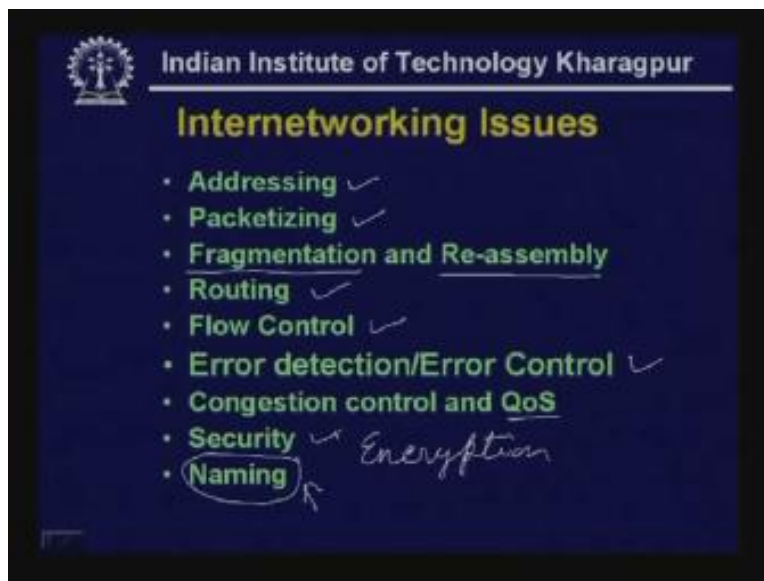 Indian Institute of Technology Kharagpur
Internetworking Issues
• Addressing
• Packetizing
• Fragmentation and Re-assembly
• Routing
• Flow Control
• Error detection/Error Control
• Congestion control and QoS
• Security Encryption
• Naming